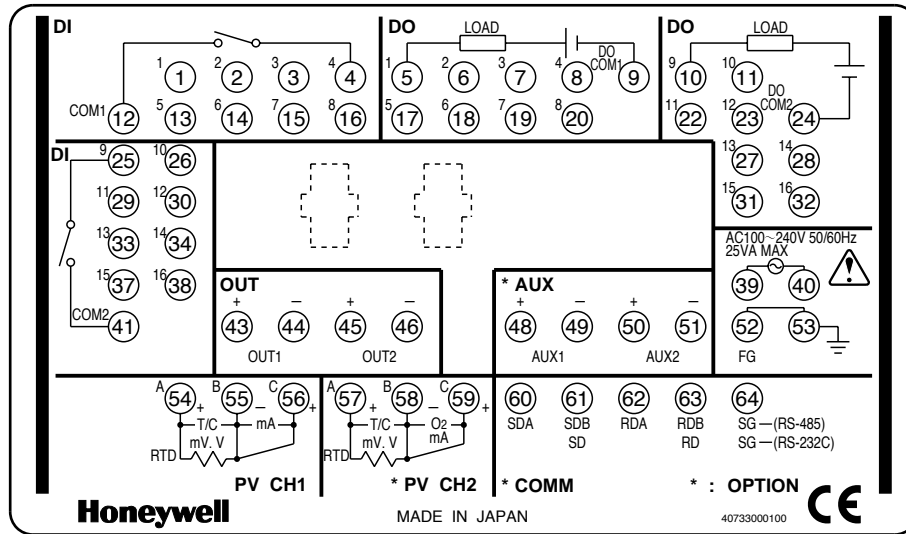 DI
1 1 2 2 3 3 4 4
COM1 12 5 13 6 14 7 15 8 16
DO LOAD
1 5 2 6 3 7 4 8 DO COM1 9
5 17 6 18 7 19 8 20
DO LOAD
9 10 10 11
11 22 12 23 DO COM2 24
13 27 14 28
15 31 16 32
DI
9 25 10 26
11 29 12 30
13 33 14 34
15 37 16 38
COM2 41
OUT
+ − + −
43 44 45 46
OUT1 OUT2
* AUX
+ − + −
48 49 50 51
AUX1 AUX2
AC100~240V 50/60Hz
25VA MAX
39 40
52 53
FG
A 54 B 55 C 56
+ − +
T/C mA
mV. V
RTD
PV CH1
A 57 B 58 C 59
+ − +
T/C O2
mV. V mA
RTD
* PV CH2
60 61 62 63 64
SDA SDB RDA RDB SG—(RS-485)
SD RD SG—(RS-232C)
* COMM * : OPTION
Honeywell MADE IN JAPAN 40733000100 CE